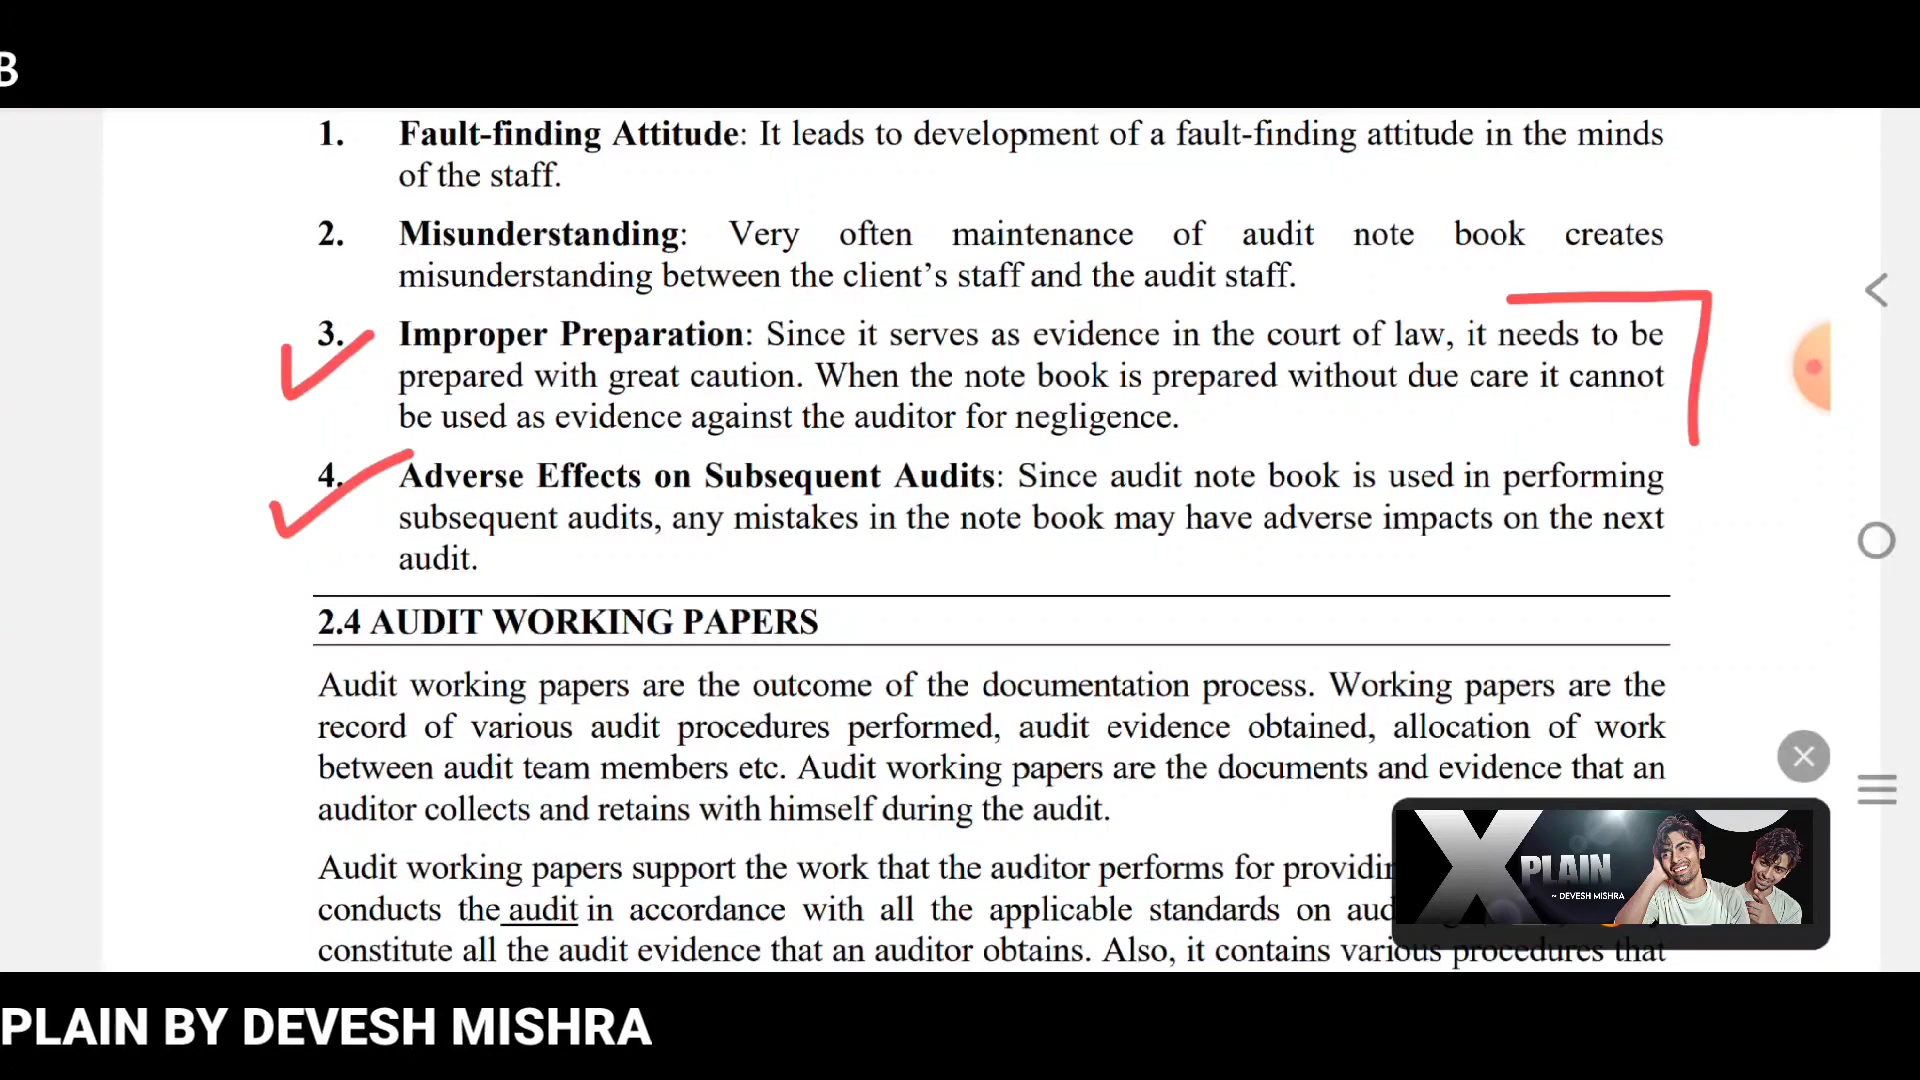 B
1. Fault-finding Attitude: It leads to development of a fault-finding attitude in the minds
of the staff.
2. Misunderstanding: Very often maintenance of audit note book creates
misunderstanding between the client’s staff and the audit staff.
3. Improper Preparation: Since it serves as evidence in the court of law, it needs to be
prepared with great caution. When the note book is prepared without due care it cannot
be used as evidence against the auditor for negligence.
4. Adverse Effects on Subsequent Audits: Since audit note book is used in performing
subsequent audits, any mistakes in the note book may have adverse impacts on the next
audit.
2.4 AUDIT WORKING PAPERS
Audit working papers are the outcome of the documentation process. Working papers are the
record of various audit procedures performed, audit evidence obtained, allocation of work
between audit team members etc. Audit working papers are the documents and evidence that an
auditor collects and retains with himself during the audit.
Audit working papers support the work that the auditor performs for
conducts the audit in accordance with all the applicable standards on
constitute all the audit evidence that an auditor obtains. Also, it contains various procedures that
XPLAIN
~ DEVESH MISHRA
PLAIN BY DEVESH MISHRA